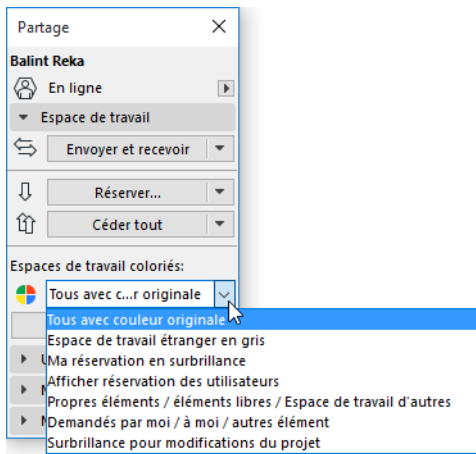 Partage
Balint Reka
En ligne
Espace de travail
Envoyer et recevoir
Réserver...
Céder tout
Espaces de travail coloriés:
Tous avec c...r originale
Tous avec couleur originale
Espace de travail étranger en gris
Ma réservation en surbrillance
Afficher réservation des utilisateurs
Propres éléments / éléments libres / Espace de travail d'autres
Demandés par moi / à moi / autres élément
Surbrillance pour modifications du projet